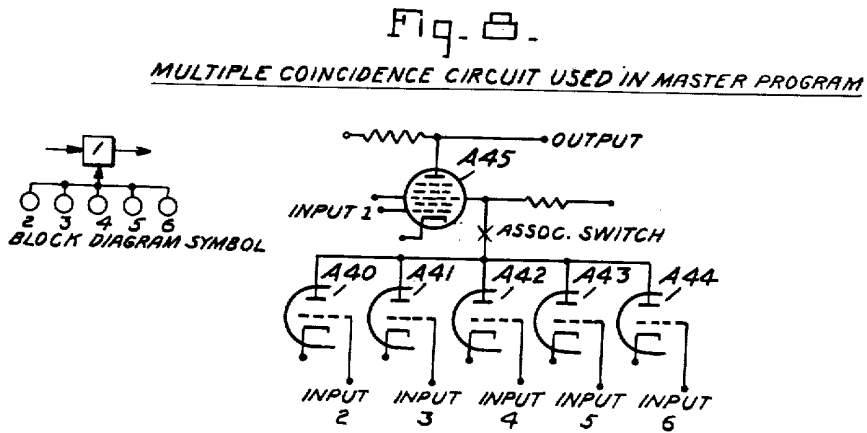 Fig. 8.
MULTIPLE COINCIDENCE CIRCUIT USED IN MASTER PROGRAM
OUTPUT
A45
1
INPUT 1
ASSOC. SWITCH
2 3 4 5 6
BLOCK DIAGRAM SYMBOL
A40 A41 A42 A43 A44
INPUT INPUT INPUT INPUT INPUT
2 3 4 5 6